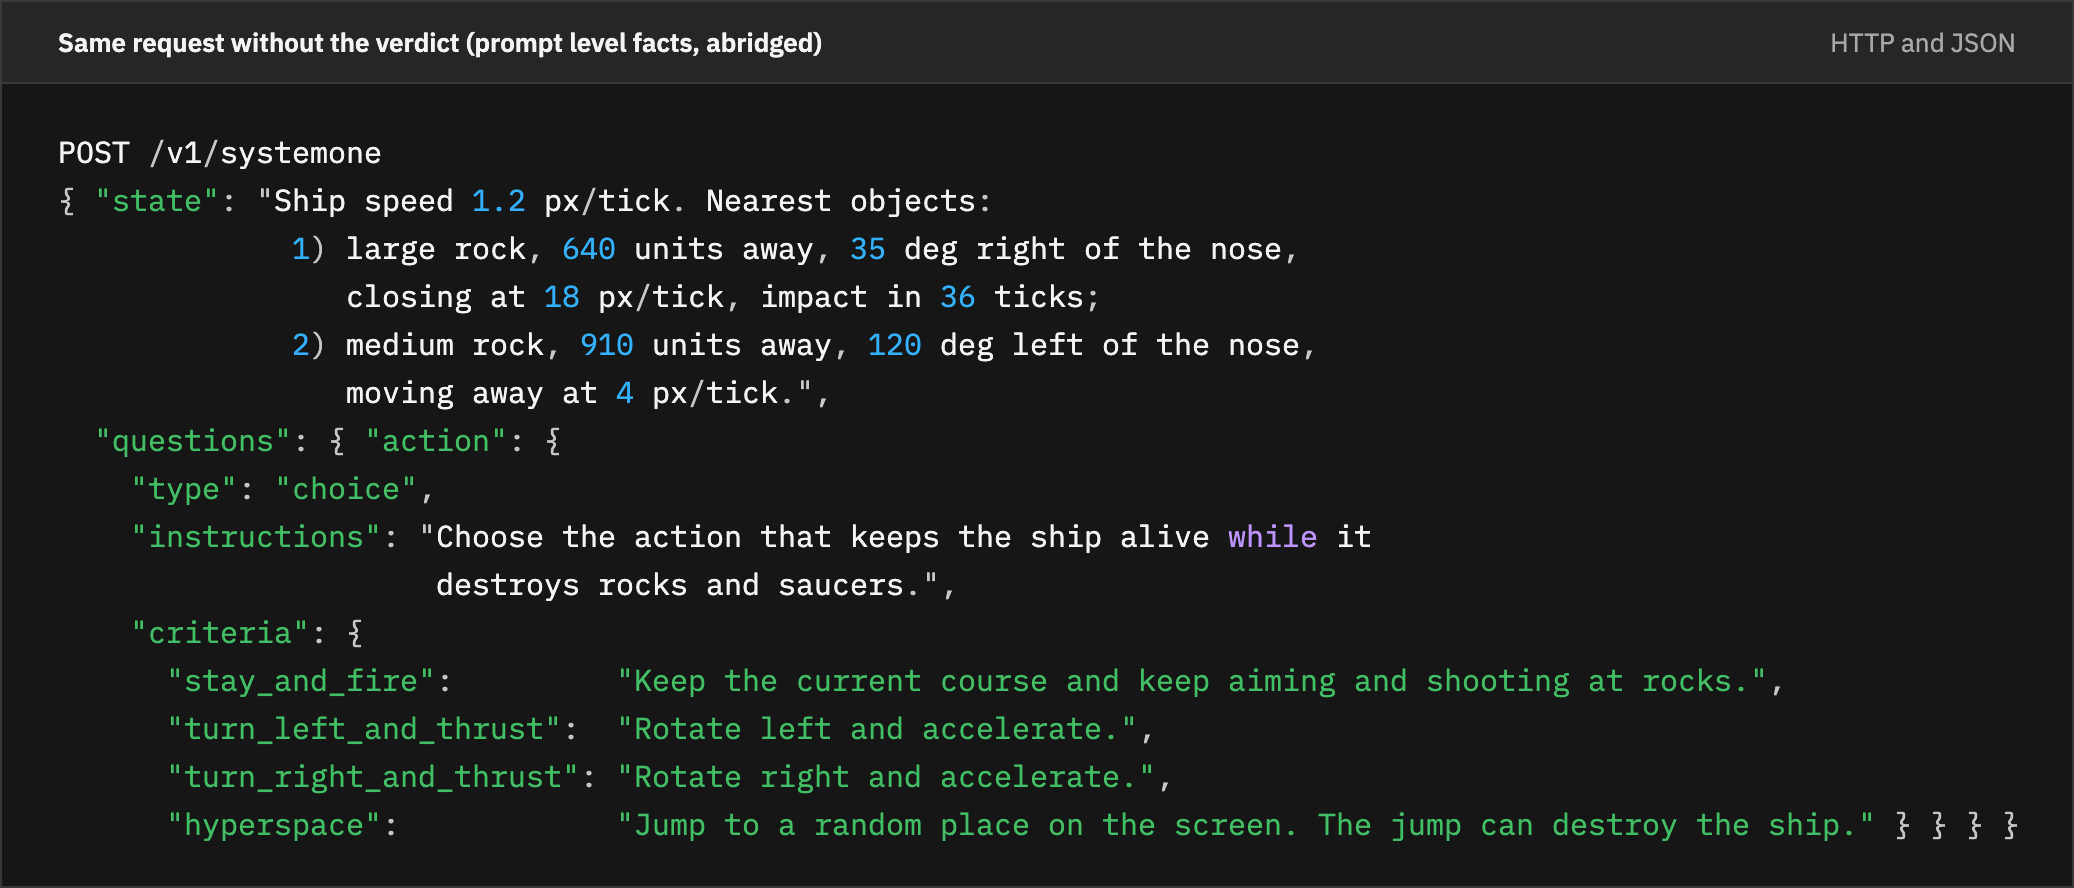 Same request without the verdict (prompt level facts, abridged)
HTTP and JSON
POST /v1/systemone
{ "state": "Ship speed 1.2 px/tick. Nearest objects:
1) large rock, 640 units away, 35 deg right of the nose,
closing at 18 px/tick, impact in 36 ticks;
2) medium rock, 910 units away, 120 deg left of the nose,
moving away at 4 px/tick.",
"questions": { "action": {
"type": "choice",
"instructions": "Choose the action that keeps the ship alive while it
destroys rocks and saucers.",
"criteria": {
"stay_and_fire": "Keep the current course and keep aiming and shooting at rocks.",
"turn_left_and_thrust": "Rotate left and accelerate.",
"turn_right_and_thrust": "Rotate right and accelerate.",
"hyperspace": "Jump to a random place on the screen. The jump can destroy the ship." } } } }